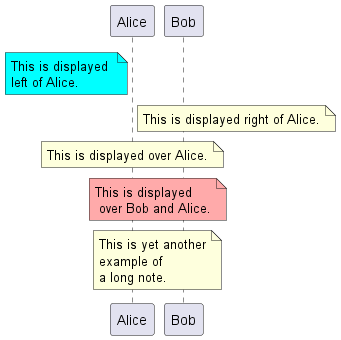 Alice Bob
This is displayed
left of Alice.
This is displayed right of Alice.
This is displayed over Alice.
This is displayed
over Bob and Alice.
This is yet another
example of
a long note.
Alice Bob